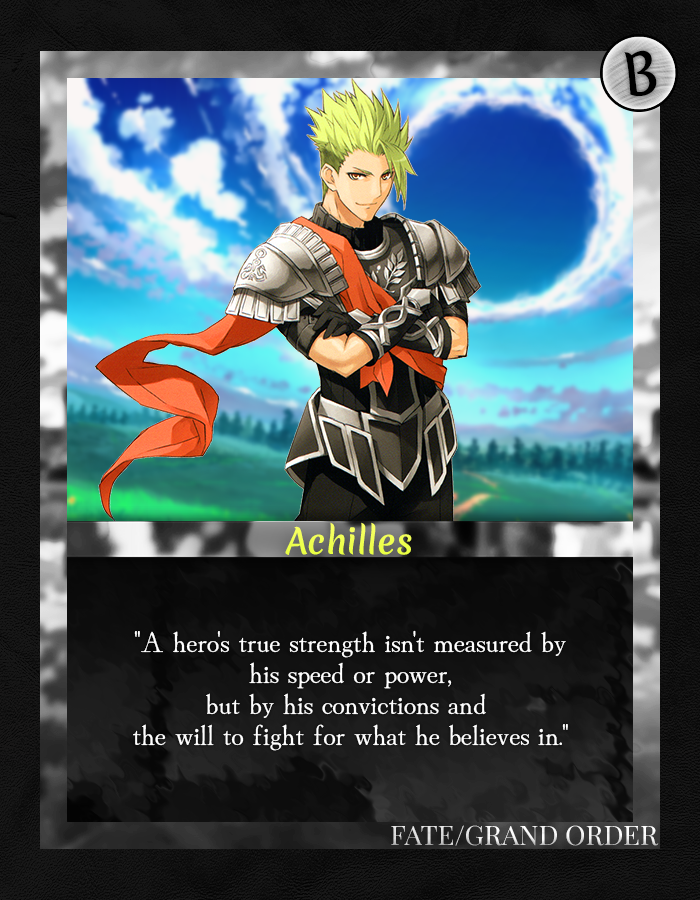 B
Achilles
"A hero's true strength isn't measured by
his speed or power,
but by his convictions and
the will to fight for what he believes in."
FATE/GRAND ORDER